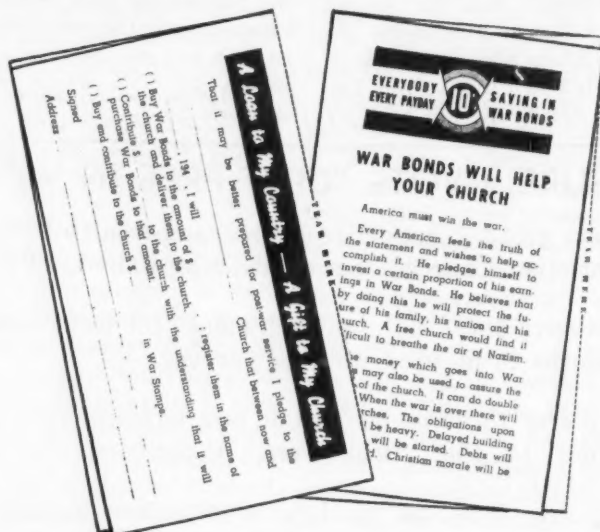 A Loan to My Country — A Gift to My Church
That it may be better prepared for post-war service I pledge to the
Church that between now and
194 . I will
( ) Buy War Bonds to the amount of $ : register them in the name of
the church and deliver them to the church.
( ) Contribute $ to the church with the understanding that it will
purchase War Bonds to that amount.
( ) Buy and contribute to the church $ in War Stamps.
Signed
Address
TEAR HERE
EVERYBODY
EVERY PAYDAY
10%
SAVING IN
WAR BONDS
WAR BONDS WILL HELP
YOUR CHURCH
America must win the war.
Every American feels the truth of
the statement and wishes to help ac-
complish it. He pledges himself to
invest a certain proportion of his earn-
ings in War Bonds. He believes that
by doing this he will protect the fu-
ure of his family, his nation and his
hurch. A free church would find it
fficult to breathe the air of Nazism.
e money which goes into War
s may also be used to assure the
of the church. It can do double
When the war is over there will
rches. The obligations upon
l be heavy. Delayed building
will be started. Debts will
d. Christian morale will be
TEAR HERE